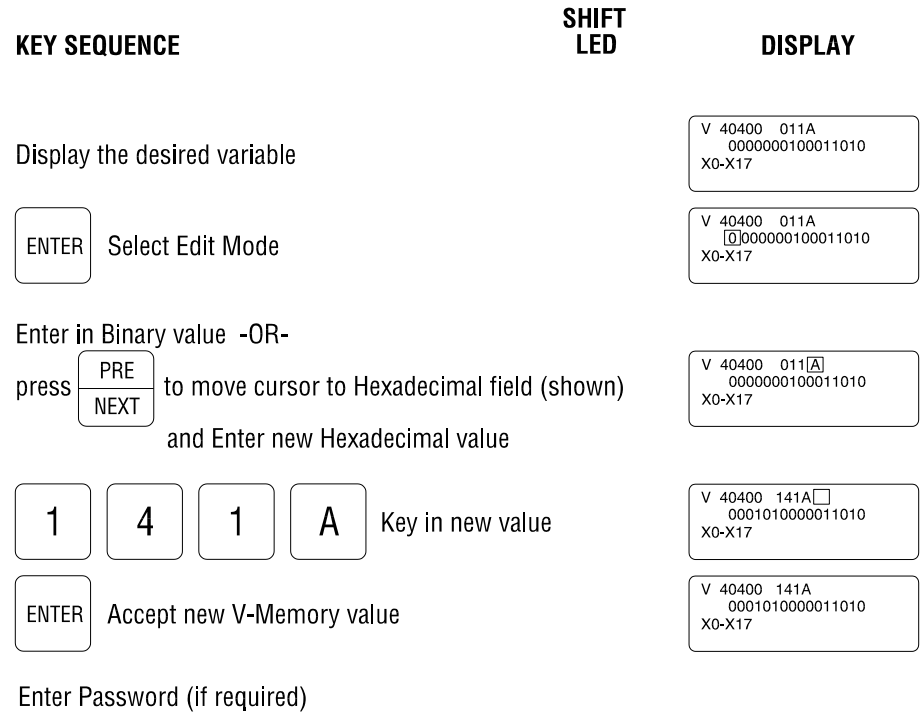 KEY SEQUENCE
SHIFT
LED
DISPLAY
Display the desired variable
V 40400 011A
0000000100011010
X0-X17
ENTER Select Edit Mode
V 40400 011A
0000000100011010
X0-X17
Enter in Binary value -OR-
press PRE NEXT to move cursor to Hexadecimal field (shown)
and Enter new Hexadecimal value
V 40400 011A
0000000100011010
X0-X17
1 4 1 A Key in new value
V 40400 141A
0001010000011010
X0-X17
ENTER Accept new V-Memory value
V 40400 141A
0001010000011010
X0-X17
Enter Password (if required)